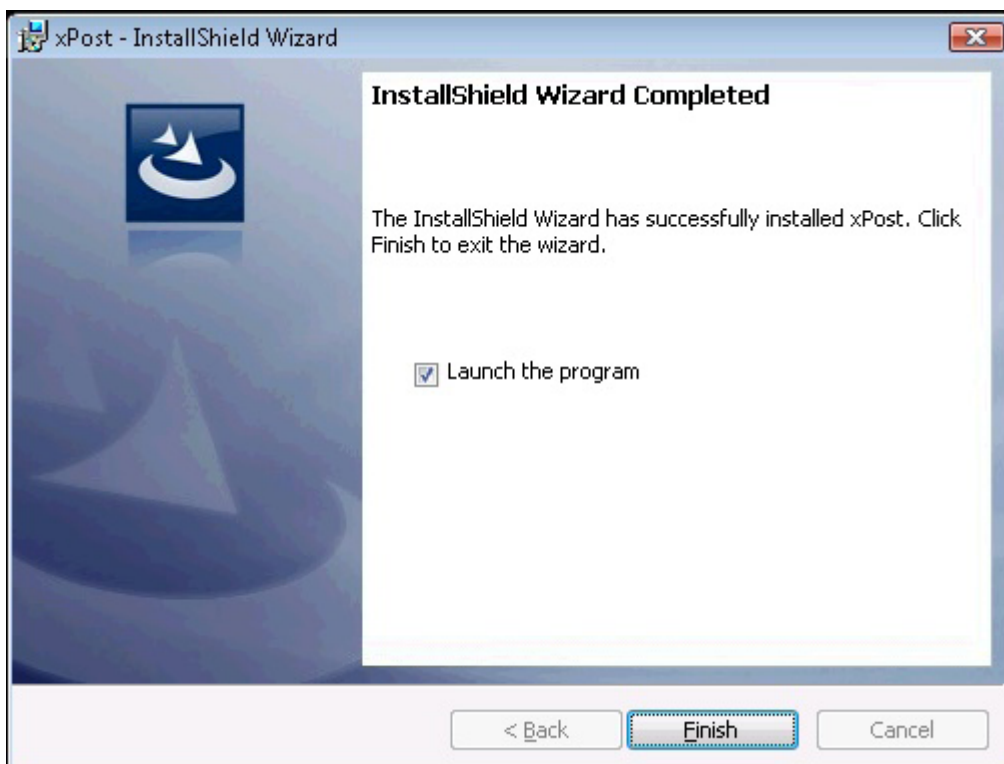 xPost - InstallShield Wizard
InstallShield Wizard Completed
The InstallShield Wizard has successfully installed xPost. Click
Finish to exit the wizard.
Launch the program
< Back
Finish
Cancel